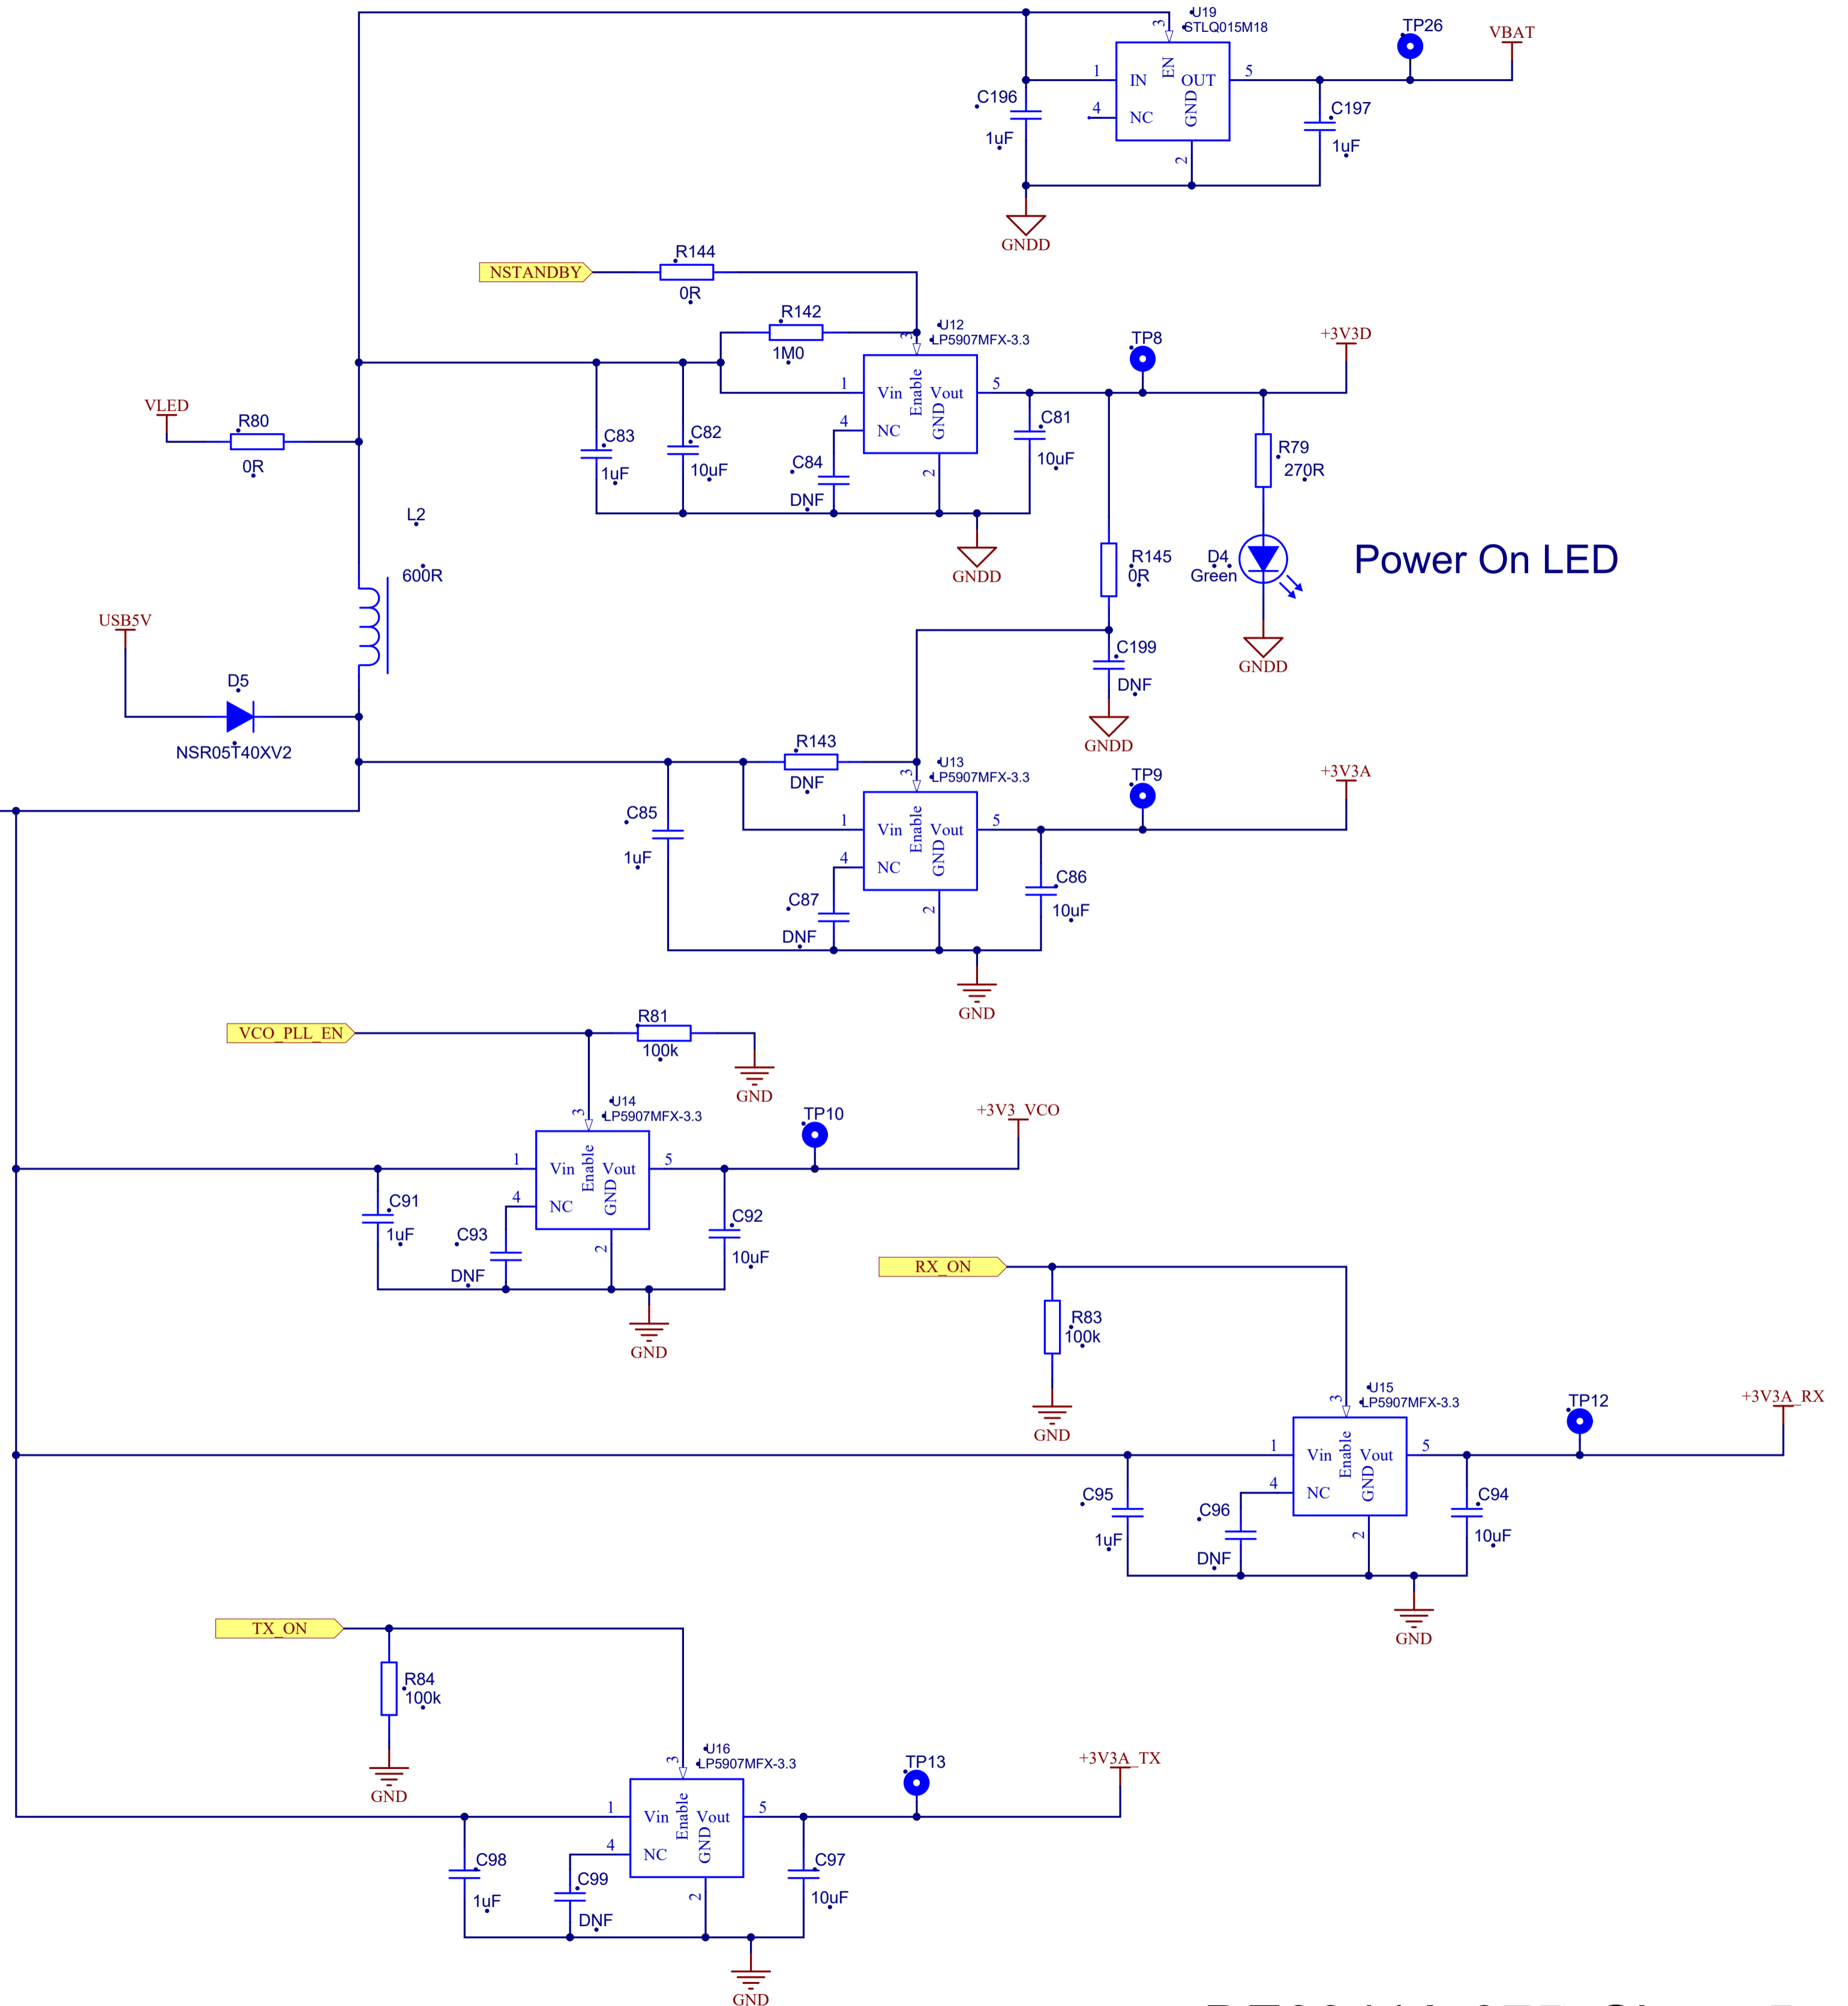 U19
STLQ015M18
TP26
VBAT
3
1
IN
EN
OUT
5
C196
4
NC
GND
C197
1uF
2
1uF
GNDD
R144
NSTANDBY
0R
R142
U12
LP5907MFX-3.3
3
1M0
TP8
+3V3D
1
Vin
Enable
Vout
5
VLED
R80
0R
C83
1uF
C82
10uF
4
NC
GND
C81
10uF
C84
DNF
2
R79
270R
L2
600R
GNDD
R145
0R
D4
Green
Power On LED
USB5V
C199
DNF
GNDD
GNDD
D5
NSR05T40XV2
R143
DNF
3
U13
LP5907MFX-3.3
TP9
+3V3A
C85
1uF
1
Vin
Enable
Vout
5
4
NC
GND
C87
DNF
2
C86
10uF
GND
VCO_PLL_EN
R81
100k
GND
U14
LP5907MFX-3.3
3
TP10
+3V3_VCO
1
Vin
Enable
Vout
5
C91
1uF
4
NC
GND
C93
DNF
2
C92
10uF
GND
RX_ON
R83
100k
GND
U15
LP5907MFX-3.3
3
TP12
+3V3A_RX
1
Vin
Enable
Vout
5
C95
1uF
4
NC
GND
C96
DNF
2
C94
10uF
GND
TX_ON
R84
100k
GND
U16
LP5907MFX-3.3
3
TP13
+3V3A_TX
1
Vin
Enable
Vout
5
C98
1uF
4
NC
GND
C99
DNF
2
C97
10uF
GND